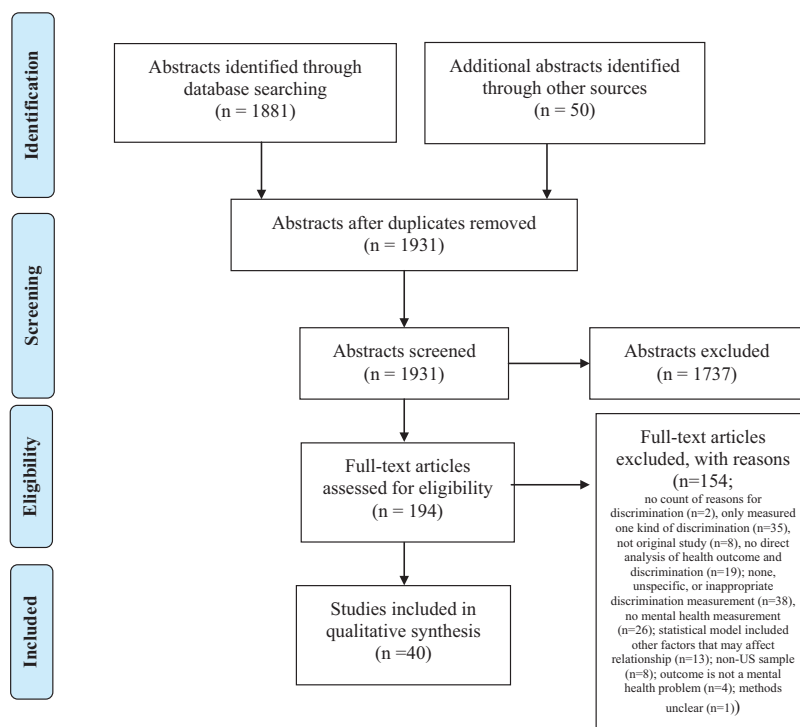 Identification
Abstracts identified through
database searching
(n = 1881)
Additional abstracts identified
through other sources
(n = 50)
Abstracts after duplicates removed
(n = 1931)
Screening
Abstracts screened
(n = 1931)
Abstracts excluded
(n = 1737)
Eligibility
Full-text articles
assessed for eligibility
(n = 194)
Full-text articles
excluded, with reasons
(n=154;
no count of reasons for
discrimination (n=2), only measured
one kind of discrimination (n=35),
not original study (n=8), no direct
analysis of health outcome and
discrimination (n=19); none,
unspecific, or inappropriate
discrimination measurement (n=38),
no mental health measurement
(n=26); statistical model included
other factors that may affect
relationship (n=13); non-US sample
(n=8); outcome is not a mental
health problem (n=4); methods
unclear (n=1))
Included
Studies included in
qualitative synthesis
(n =40)